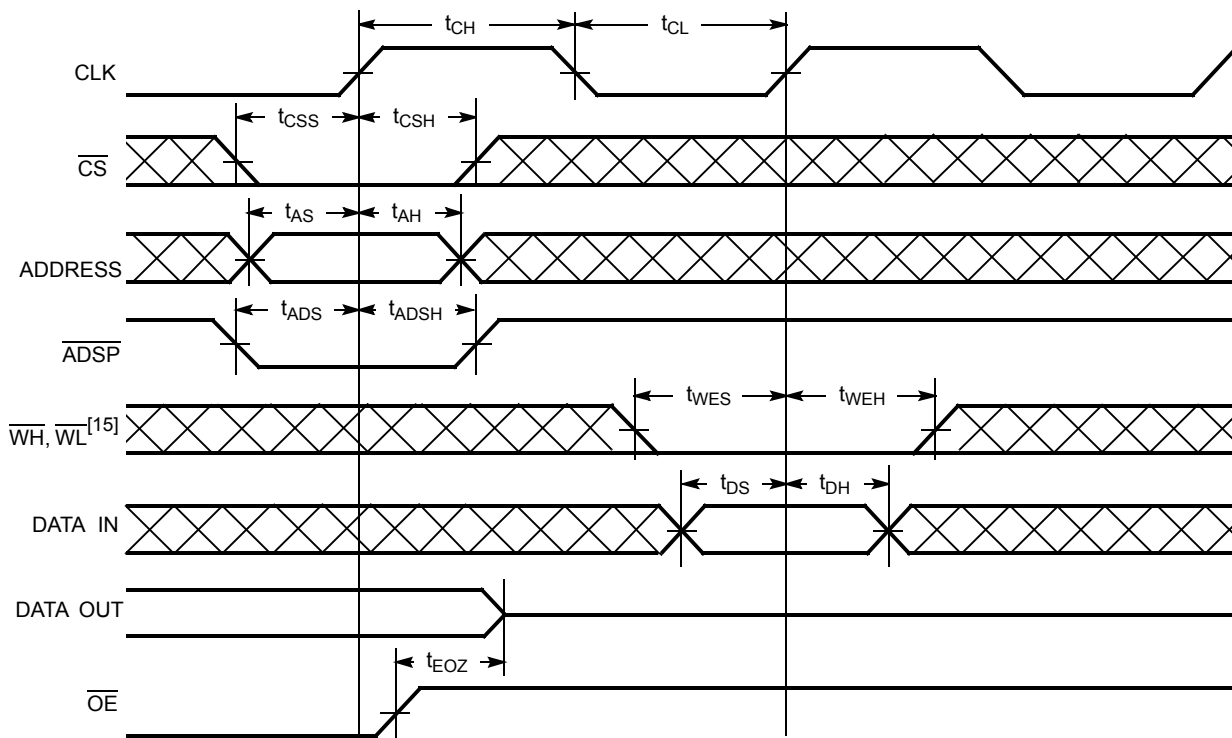 tCH
tCL
CLK
tCSS
tCSH
CS
tAS
tAH
ADDRESS
tADS
tADSH
ADSP
tWES
tWEH
WH, WL[15]
tDS
tDH
DATA IN
DATA OUT
tEOZ
OE